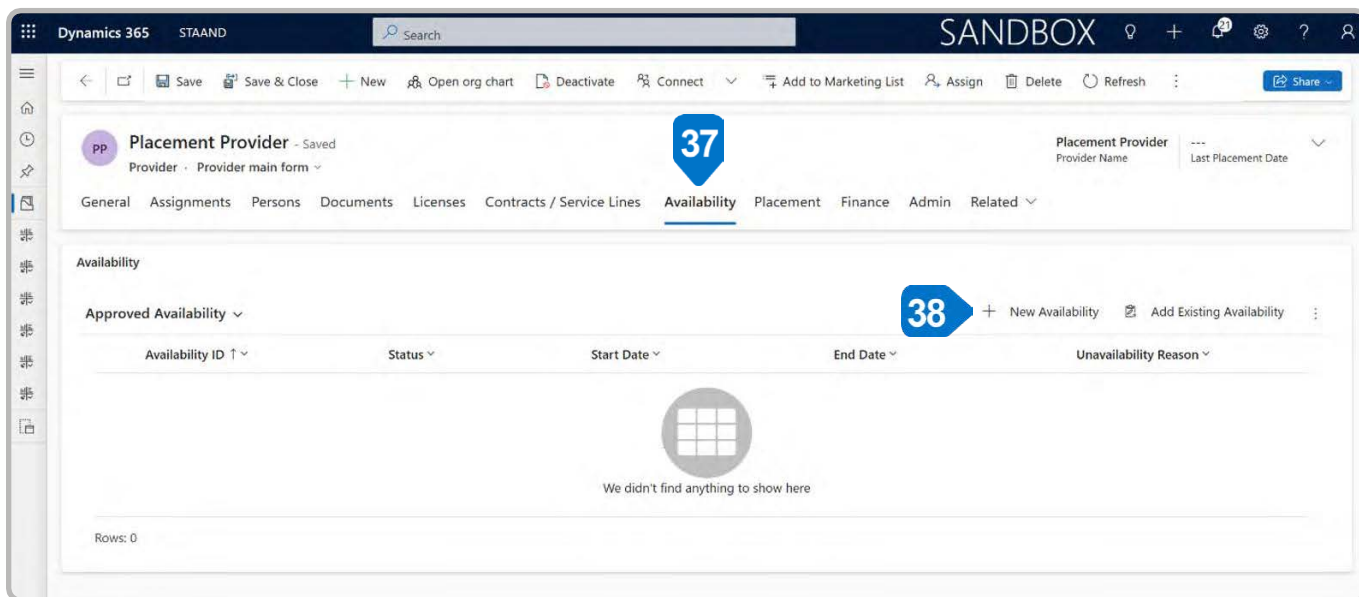 Dynamics 365 STAAND Search SANDBOX 21
Save Save & Close New Open org chart Deactivate Connect Add to Marketing List Assign Delete Refresh Share
PP Placement Provider - Saved 37 Placement Provider ---
Provider · Provider main form Provider Name Last Placement Date
General Assignments Persons Documents Licenses Contracts / Service Lines Availability Placement Finance Admin Related
Availability
Approved Availability 38 New Availability Add Existing Availability
Availability ID Status Start Date End Date Unavailability Reason
We didn't find anything to show here
Rows: 0